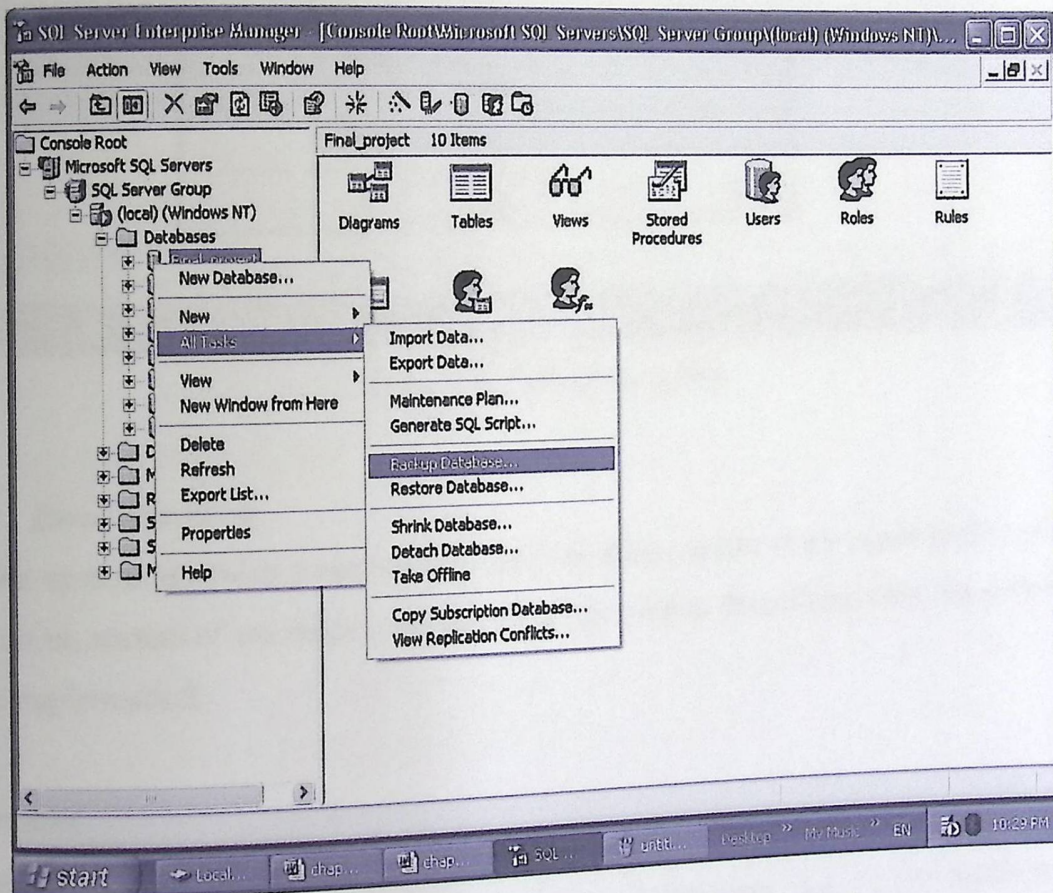 SQL Server Enterprise Manager - [Console Root\Microsoft SQL Servers\SQL Server Group\(local) (Windows NT)\...
File Action View Tools Window Help
Console Root
Microsoft SQL Servers
SQL Server Group
(local) (Windows NT)
Databases
Final_project
D
M
R
S
S
M
Final_project 10 Items
Diagrams Tables Views Stored Procedures Users Roles Rules
New Database...
New
All Tasks
View
New Window from Here
Delete
Refresh
Export List...
Properties
Help
Import Data...
Export Data...
Maintenance Plan...
Generate SQL Script...
Backup Database...
Restore Database...
Shrink Database...
Detach Database...
Take Offline
Copy Subscription Database...
View Replication Conflicts...
start Local... chap... chap... SQL ... untitl... Desktop » My Music » EN 10:29 PM